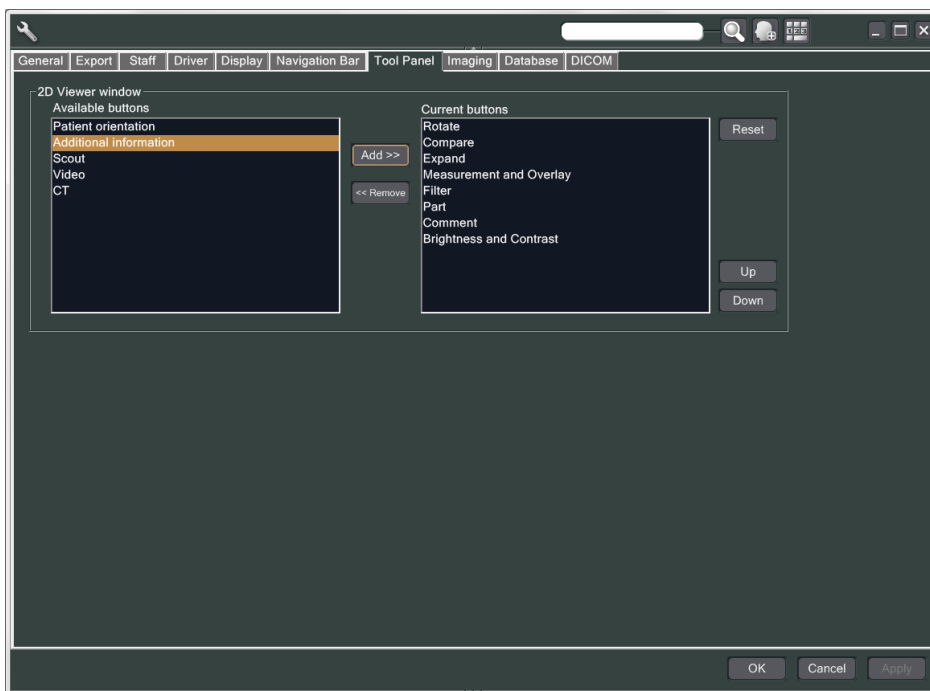 General Export Staff Driver Display Navigation Bar Tool Panel Imaging Database DICOM
2D Viewer window
Available buttons
Patient orientation
Additional information
Scout
Video
CT
Add >>
<< Remove
Current buttons
Rotate
Compare
Expand
Measurement and Overlay
Filter
Part
Comment
Brightness and Contrast
Reset
Up
Down
OK Cancel Apply